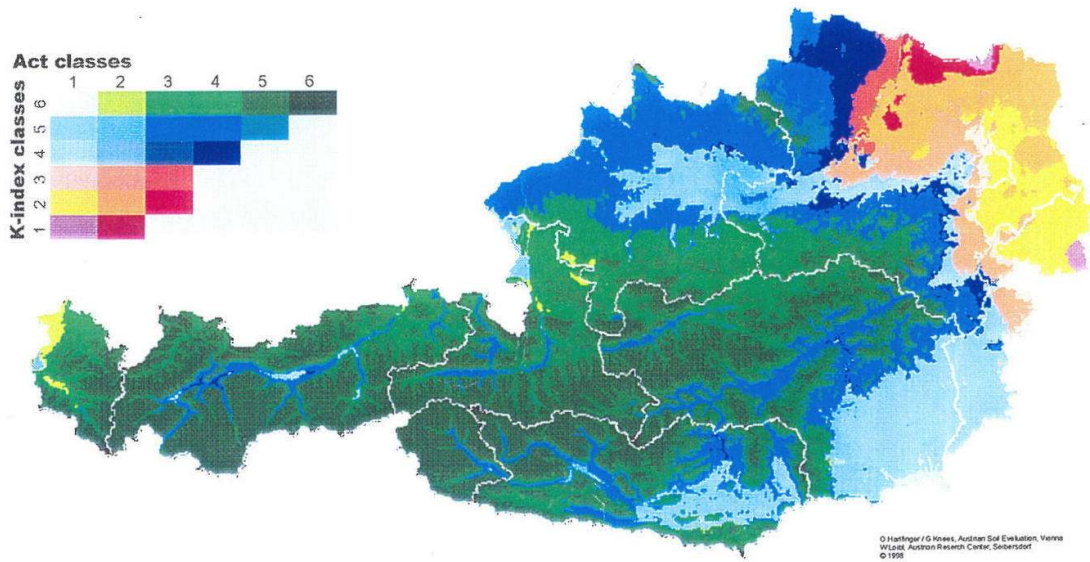 Act classes
1 2 3 4 5 6
K-index classes
6
5
4
3
2
1
O.Harlfinger / G.Knees, Austrian Soil Evaluation, Vienna
W.Loibl, Austrian Reserch Center, Seibersdorf
© 1998